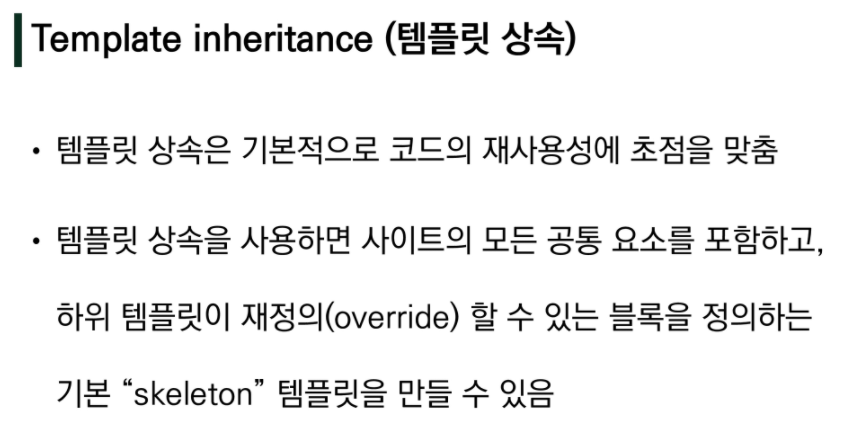 Template inheritance (템플릿 상속)
• 템플릿 상속은 기본적으로 코드의 재사용성에 초점을 맞춤
• 템플릿 상속을 사용하면 사이트의 모든 공통 요소를 포함하고,
하위 템플릿이 재정의(override) 할 수 있는 블록을 정의하는
기본 “skeleton” 템플릿을 만들 수 있음